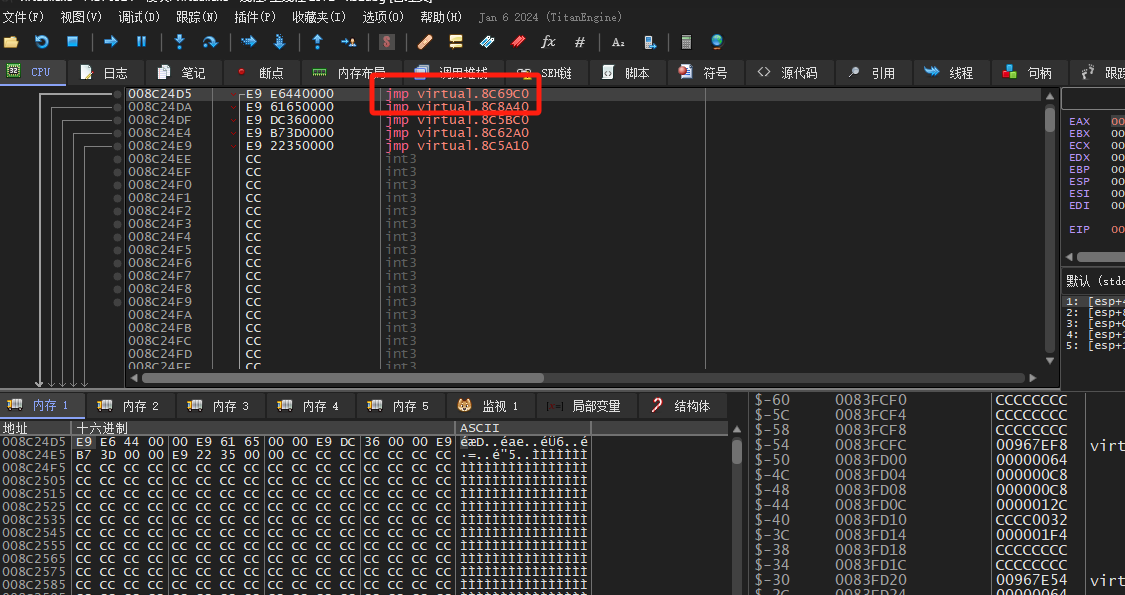 文件(F) 视图(V) 调试(D) 跟踪(N) 插件(P) 收藏夹(I) 选项(O) 帮助(H) Jan 6 2024 (TitanEngine)
CPU 日志 笔记 断点 内存布局 调用堆栈 SEH链 脚本 符号 源代码 引用 线程 句柄 跟踪
008C24D5 E9 E6440000 jmp virtual.8C69C0
008C24DA E9 61650000 jmp virtual.8C8A40
008C24DF E9 DC360000 jmp virtual.8C5BC0
008C24E4 E9 B73D0000 jmp virtual.8C62A0
008C24E9 E9 22350000 jmp virtual.8C5A10
008C24EE CC int3
008C24EF CC int3
008C24F0 CC int3
008C24F1 CC int3
008C24F2 CC int3
008C24F3 CC int3
008C24F4 CC int3
008C24F5 CC int3
008C24F6 CC int3
008C24F7 CC int3
008C24F8 CC int3
008C24F9 CC int3
008C24FA CC int3
008C24FB CC int3
008C24FC CC int3
008C24FD CC int3
EAX 00
EBX 00
ECX 00
EDX 00
EBP 00
ESP 00
ESI 00
EDI 00
EIP 00
默认 (stdc
1: [esp+4
2: [esp+8
3: [esp+C
4: [esp+1
5: [esp+1
内存 1 内存 2 内存 3 内存 4 内存 5 监视 1 局部变量 结构体
地址 十六进制 ASCII
008C24D5 E9 E6 44 00 00 E9 61 65 00 00 E9 DC 36 00 00 E9 éæD..éae..éÜ6..é
008C24E5 B7 3D 00 00 E9 22 35 00 00 CC CC CC CC CC CC CC ·=..é"5..ÌÌÌÌÌÌÌ
008C24F5 CC CC CC CC CC CC CC CC CC CC CC CC CC CC CC CC ÌÌÌÌÌÌÌÌÌÌÌÌÌÌÌÌ
008C2505 CC CC CC CC CC CC CC CC CC CC CC CC CC CC CC CC ÌÌÌÌÌÌÌÌÌÌÌÌÌÌÌÌ
008C2515 CC CC CC CC CC CC CC CC CC CC CC CC CC CC CC CC ÌÌÌÌÌÌÌÌÌÌÌÌÌÌÌÌ
008C2525 CC CC CC CC CC CC CC CC CC CC CC CC CC CC CC CC ÌÌÌÌÌÌÌÌÌÌÌÌÌÌÌÌ
008C2535 CC CC CC CC CC CC CC CC CC CC CC CC CC CC CC CC ÌÌÌÌÌÌÌÌÌÌÌÌÌÌÌÌ
008C2545 CC CC CC CC CC CC CC CC CC CC CC CC CC CC CC CC ÌÌÌÌÌÌÌÌÌÌÌÌÌÌÌÌ
008C2555 CC CC CC CC CC CC CC CC CC CC CC CC CC CC CC CC ÌÌÌÌÌÌÌÌÌÌÌÌÌÌÌÌ
008C2565 CC CC CC CC CC CC CC CC CC CC CC CC CC CC CC CC ÌÌÌÌÌÌÌÌÌÌÌÌÌÌÌÌ
008C2575 CC CC CC CC CC CC CC CC CC CC CC CC CC CC CC CC ÌÌÌÌÌÌÌÌÌÌÌÌÌÌÌÌ
008C2585 CC CC CC CC CC CC CC CC CC CC CC CC CC CC CC CC ÌÌÌÌÌÌÌÌÌÌÌÌÌÌÌÌ
$-60 0083FCF0 CCCCCCCC
$-5C 0083FCF4 CCCCCCCC
$-58 0083FCF8 CCCCCCCC
$-54 0083FCFC 00967EF8 virt
$-50 0083FD00 00000064
$-4C 0083FD04 000000C8
$-48 0083FD08 000000C8
$-44 0083FD0C 0000012C
$-40 0083FD10 CCCC0032
$-3C 0083FD14 000001F4
$-38 0083FD18 CCCCCCCC
$-34 0083FD1C CCCCCCCC
$-30 0083FD20 00967E54 virt
$-2C 0083FD24 00000064